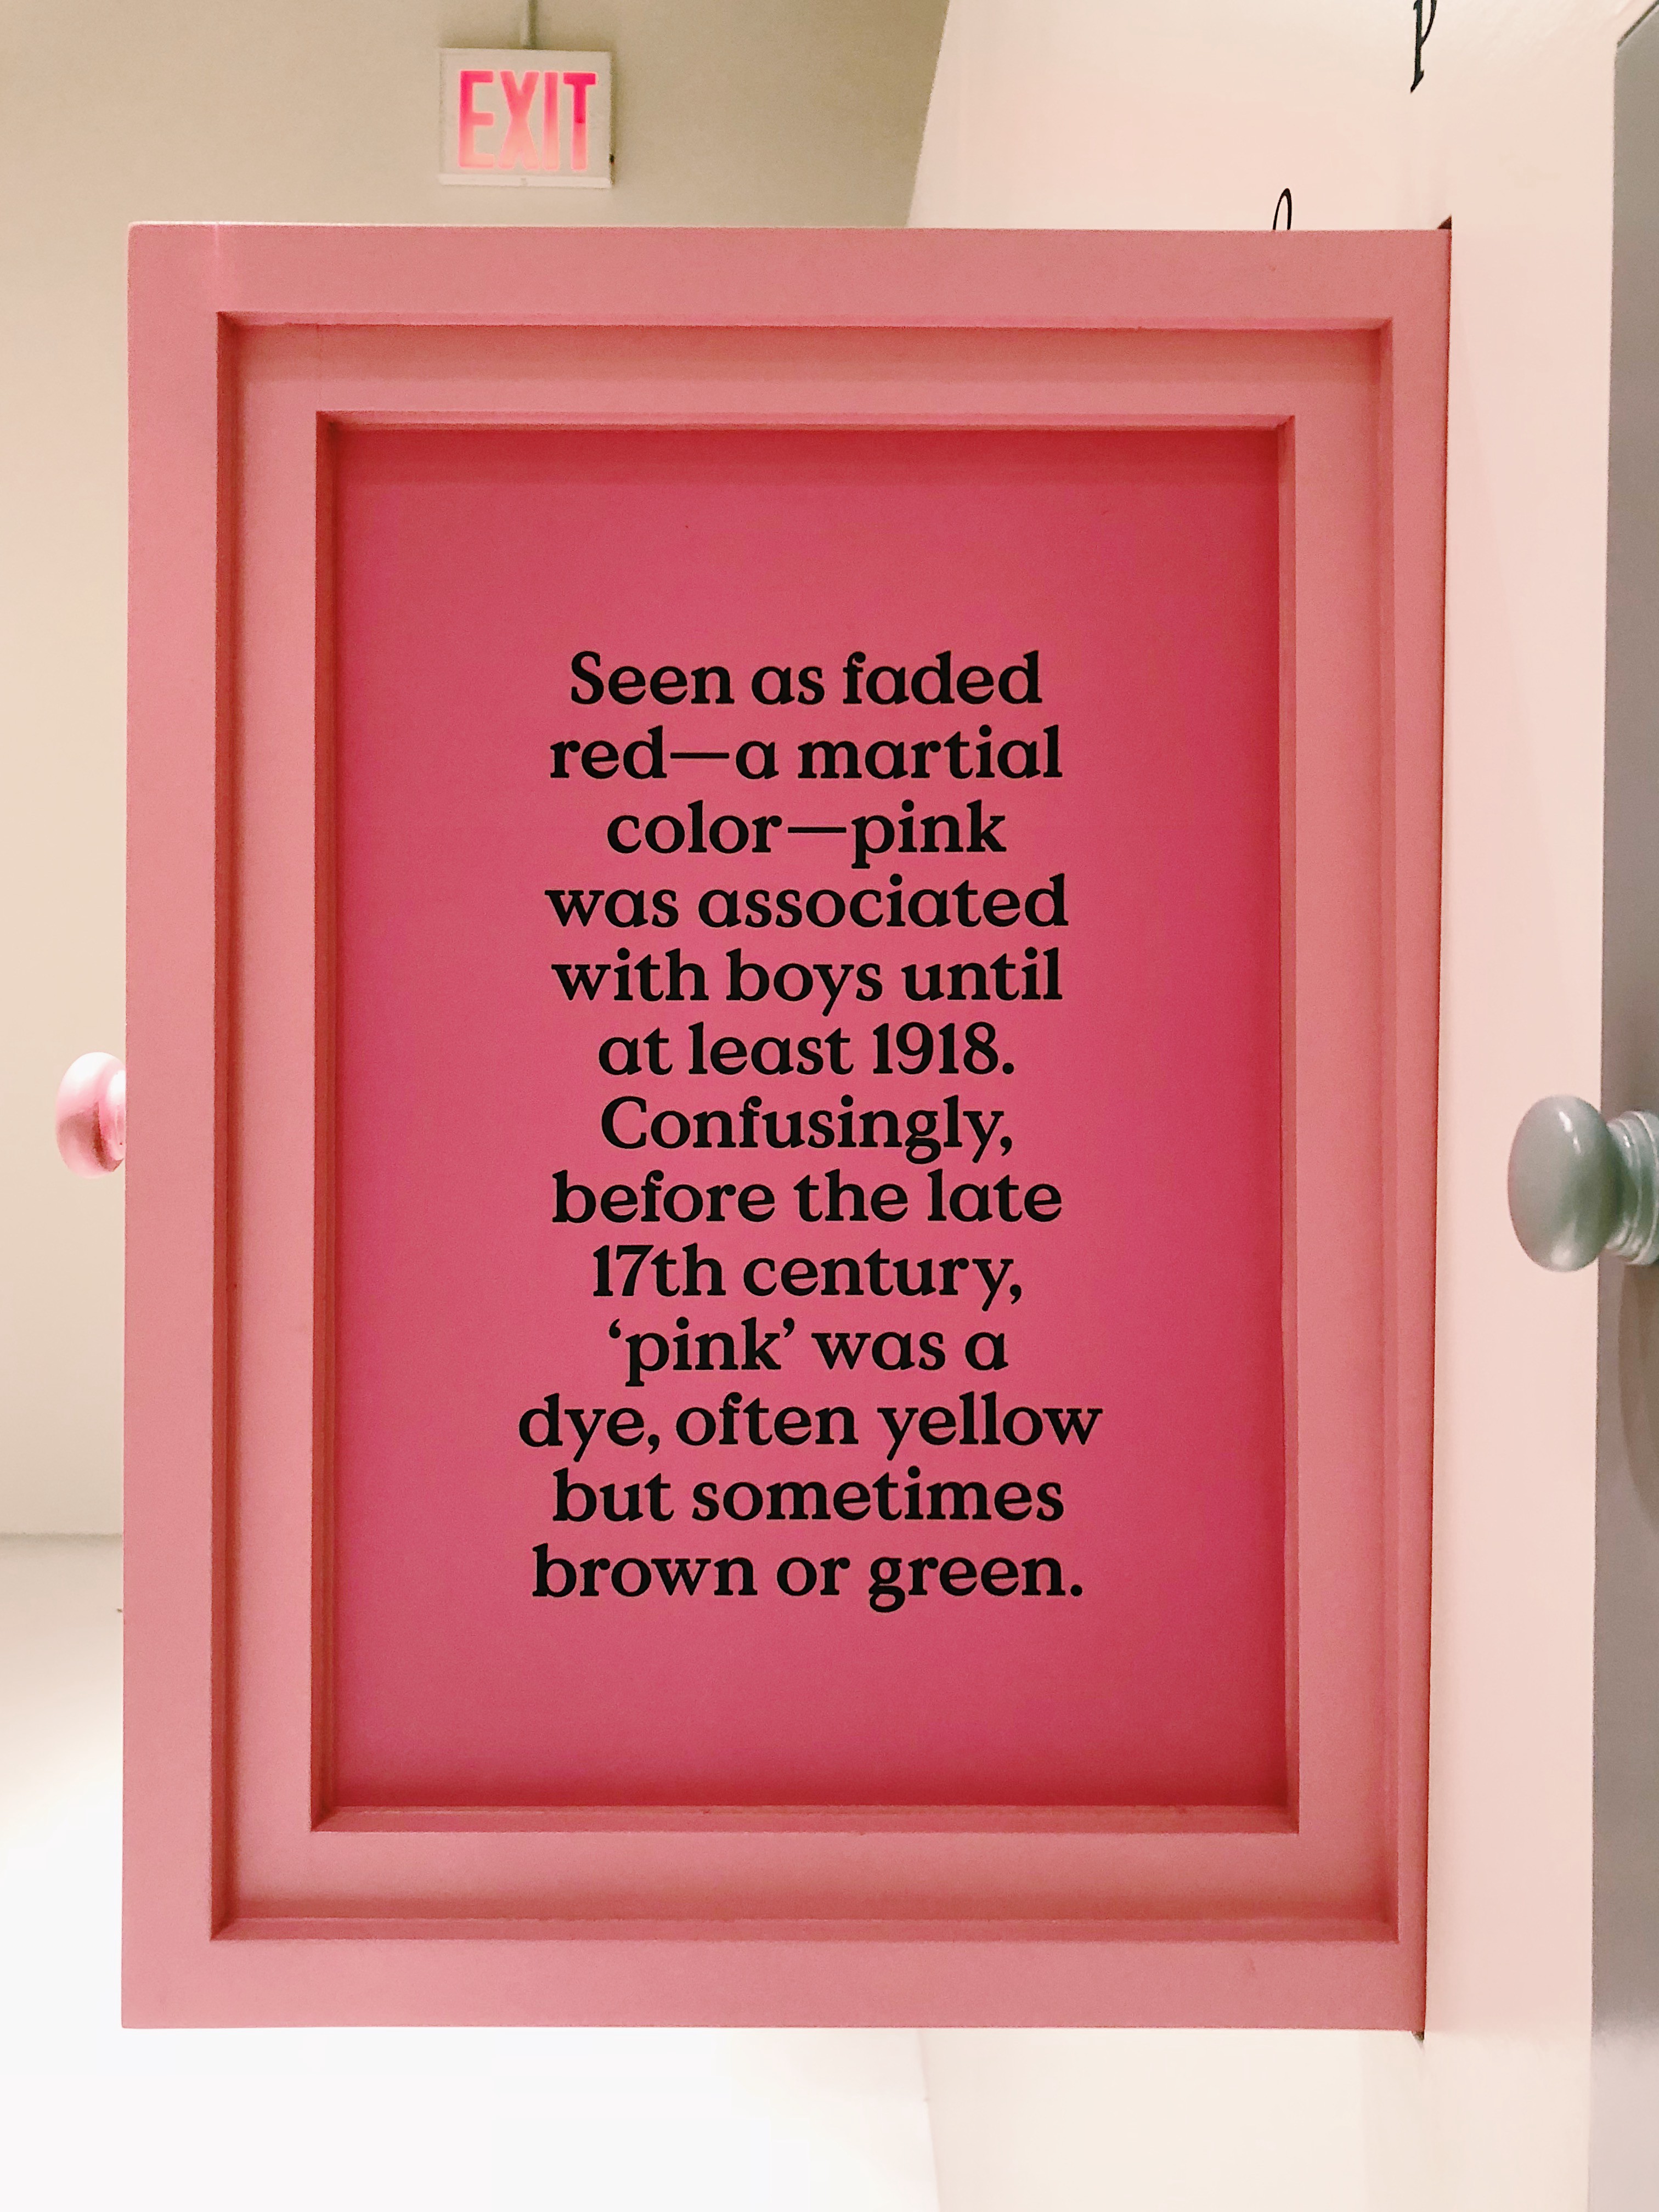 EXIT
Seen as faded
red—a martial
color—pink
was associated
with boys until
at least 1918.
Confusingly,
before the late
17th century,
‘pink’ was a
dye, often yellow
but sometimes
brown or green.